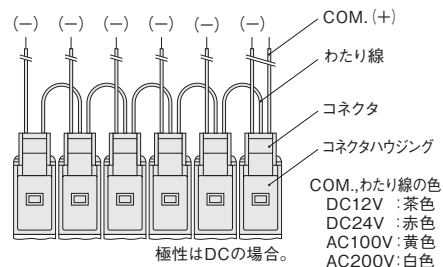 (−) (−) (−) (−) (−) (−)
COM.(+)
わたり線
コネクタ
コネクタハウジング
COM.,わたり線の色
DC12V :茶色
DC24V :赤色
AC100V:黄色
AC200V:白色
極性はDCの場合。